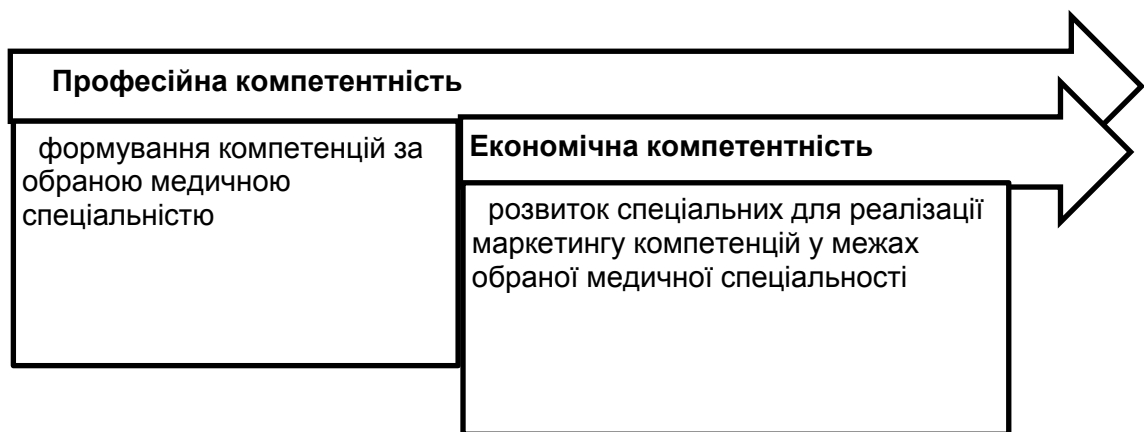 Професійна компетентність
формування компетенцій за
обраною медичною
спеціальністю
Економічна компетентність
розвиток спеціальних для реалізації
маркетингу компетенцій у межах
обраної медичної спеціальності